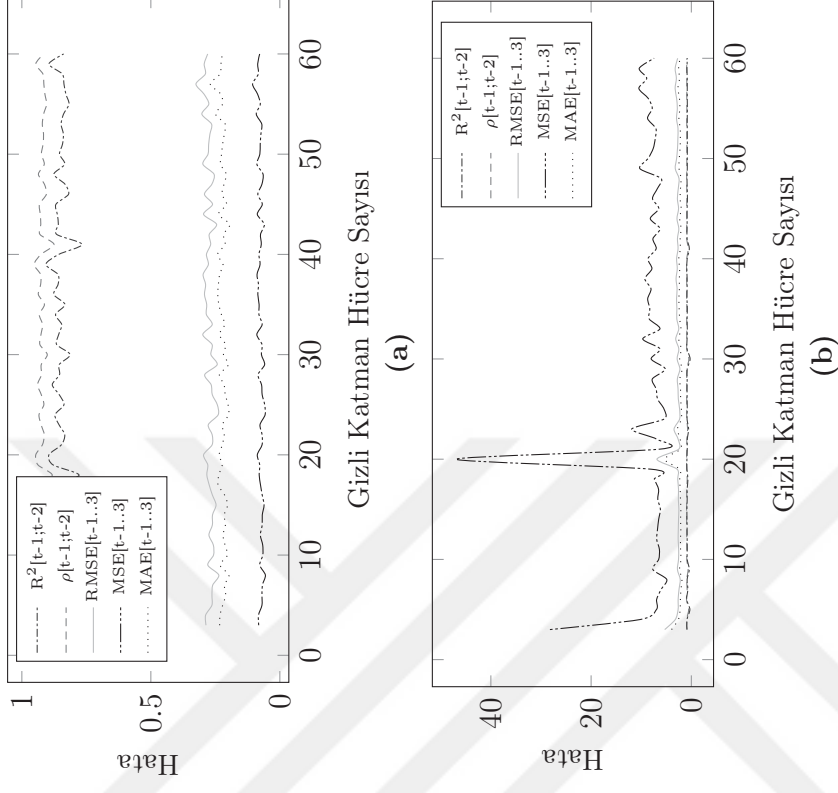 1
0.5
0
Hata
0
10
20
30
40
50
60
R²[t-1;t-2]
ρ[t-1;t-2]
RMSE[t-1..3]
MSE[t-1..3]
MAE[t-1..3]
Gizli Katman Hücre Sayısı
(a)
40
20
0
Hata
0
10
20
30
40
50
60
R²[t-1;t-2]
ρ[t-1;t-2]
RMSE[t-1..3]
MSE[t-1..3]
MAE[t-1..3]
Gizli Katman Hücre Sayısı
(b)